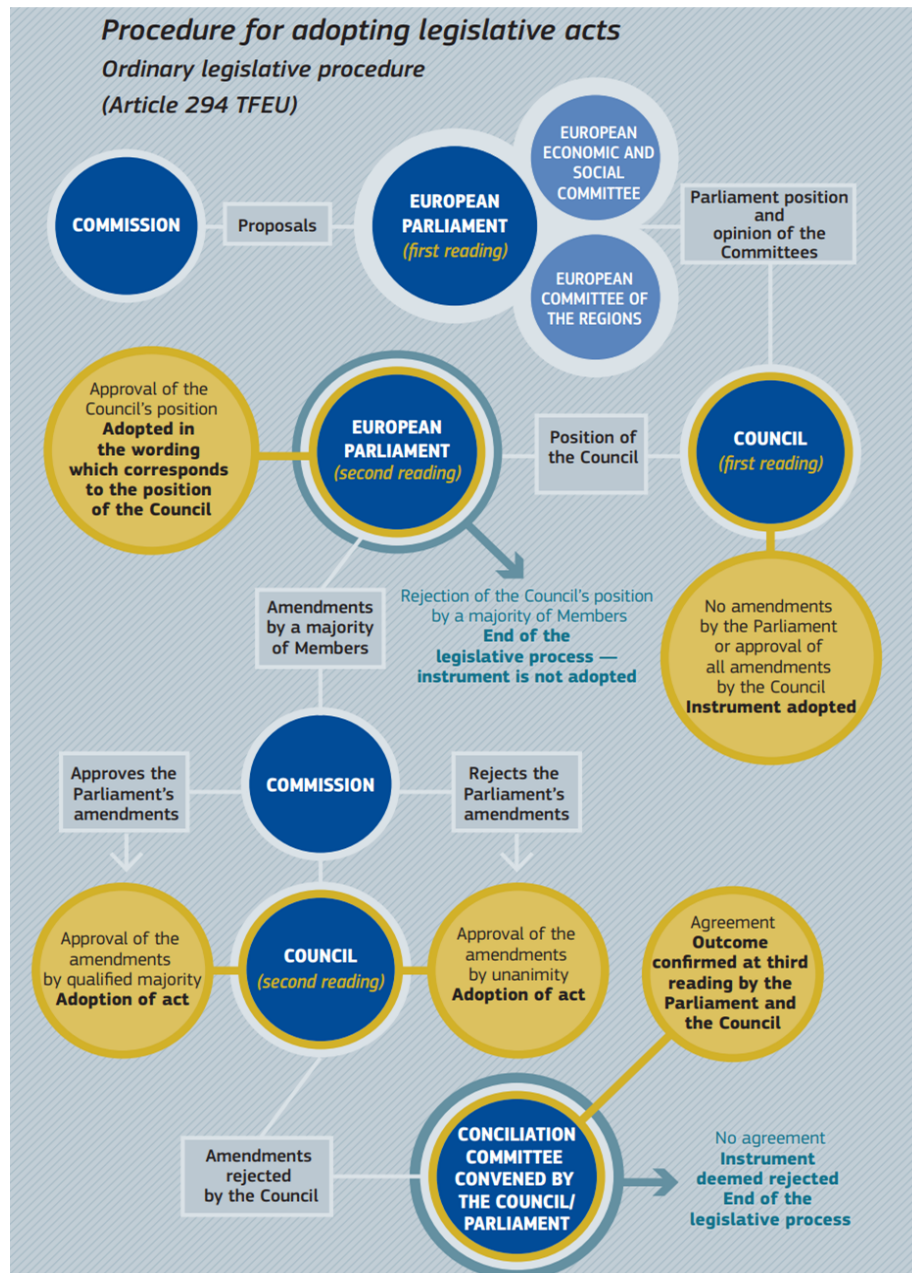 Procedure for adopting legislative acts
Ordinary legislative procedure
(Article 294 TFEU)
COMMISSION
Proposals
EUROPEAN
PARLIAMENT
(first reading)
EUROPEAN
ECONOMIC AND
SOCIAL
COMMITTEE
EUROPEAN
COMMITTEE OF
THE REGIONS
Parliament position
and
opinion of the
Committees
COUNCIL
(first reading)
No amendments
by the Parliament
or approval of
all amendments
by the Council
Instrument adopted
Position of
the Council
EUROPEAN
PARLIAMENT
(second reading)
Approval of the
Council's position
Adopted in
the wording
which corresponds
to the position
of the Council
Rejection of the Council's position
by a majority of Members
End of the
legislative process —
instrument is not adopted
Amendments
by a majority
of Members
COMMISSION
Approves the
Parliament's
amendments
Rejects the
Parliament's
amendments
Approval of the
amendments
by qualified majority
Adoption of act
COUNCIL
(second reading)
Approval of the
amendments
by unanimity
Adoption of act
Amendments
rejected
by the Council
CONCILIATION
COMMITTEE
CONVENED BY
THE COUNCIL/
PARLIAMENT
Agreement
Outcome
confirmed at third
reading by the
Parliament and
the Council
No agreement
Instrument
deemed rejected
End of the
legislative process